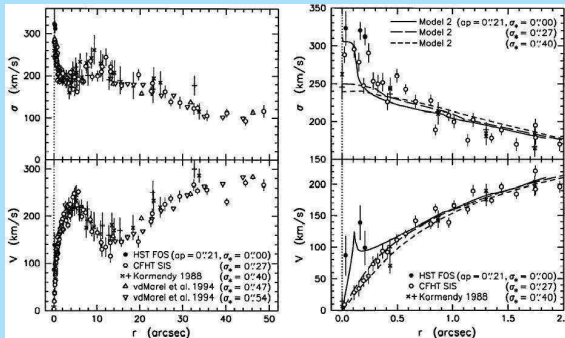 σ (km/s)
300
200
100
0
V (km/s)
300
200
100
0
HST FOS (ap=0".21, σ*=0".00)
CFHT SIS (σ*=0".27)
Kormendy 1988 (σ*=0".40)
vdMarel et al. 1994 (σ*=0".47)
vdMarel et al. 1994 (σ*=0".54)
0 10 20 30 40 50
r (arcsec)
Model 2 (ap=0".21, σ*=0".00)
Model 2 (σ*=0".27)
Model 2 (σ*=0".40)
σ (km/s)
350
300
250
200
150
V (km/s)
200
150
100
50
0
HST FOS (ap=0".21, σ*=0".00)
CFHT SIS (σ*=0".27)
Kormendy 1988 (σ*=0".40)
0.0 0.5 1.0 1.5 2.
r (arcsec)